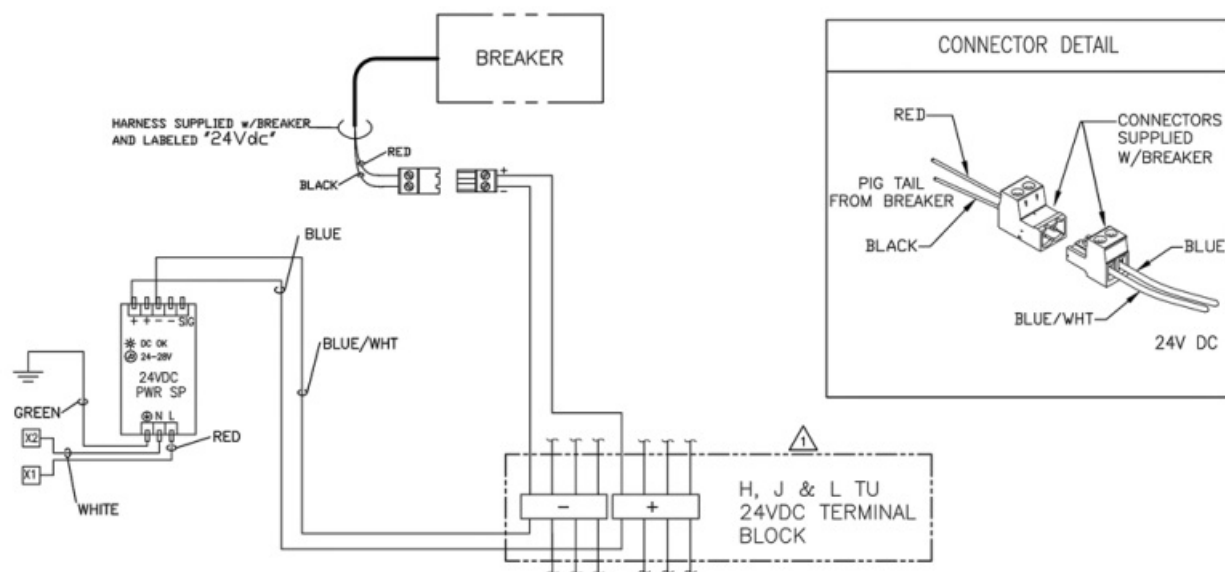 BREAKER
HARNESS SUPPLIED w/BREAKER
AND LABELED "24Vdc"
RED
BLACK
+
-
BLUE
BLUE/WHT
+ + - - SIG
DC OK
24-28V
24VDC
PWR SP
N L
GREEN
RED
X2
X1
WHITE
1
H, J & L TU
24VDC TERMINAL
BLOCK
-
+
CONNECTOR DETAIL
RED
CONNECTORS
SUPPLIED
W/BREAKER
PIG TAIL
FROM BREAKER
BLACK
BLUE
BLUE/WHT
24V DC